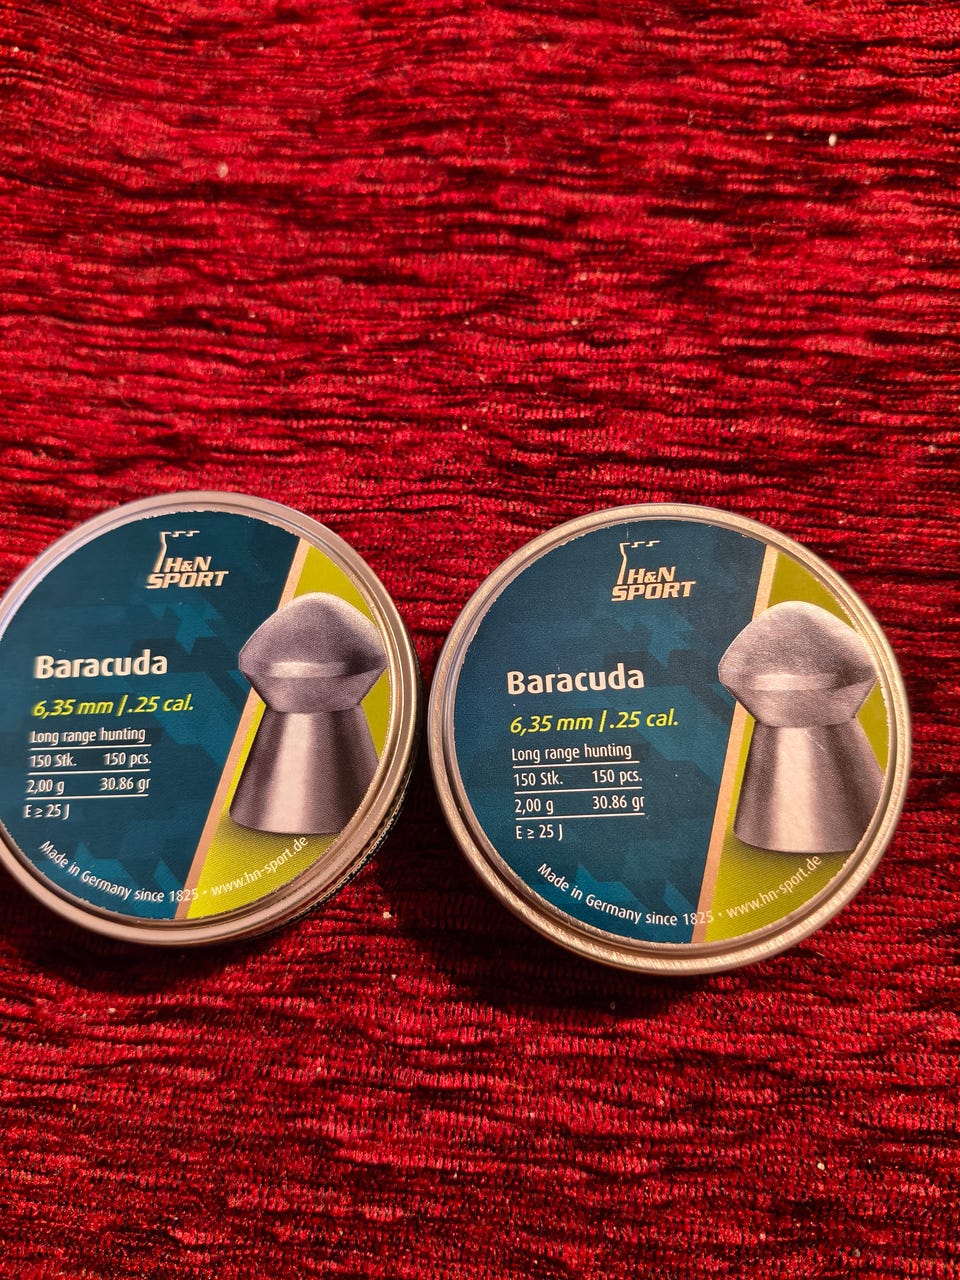 H&N
SPORT
Baracuda
6,35 mm / .25 cal.
Long range hunting
150 Stk. 150 pcs.
2,00 g 30.86 gr
E ≥ 25 J
Made in Germany since 1825 • www.hn-sport.de
H&N
SPORT
Baracuda
6,35 mm / .25 cal.
Long range hunting
150 Stk. 150 pcs.
2,00 g 30.86 gr
E ≥ 25 J
Made in Germany since 1825 • www.hn-sport.de